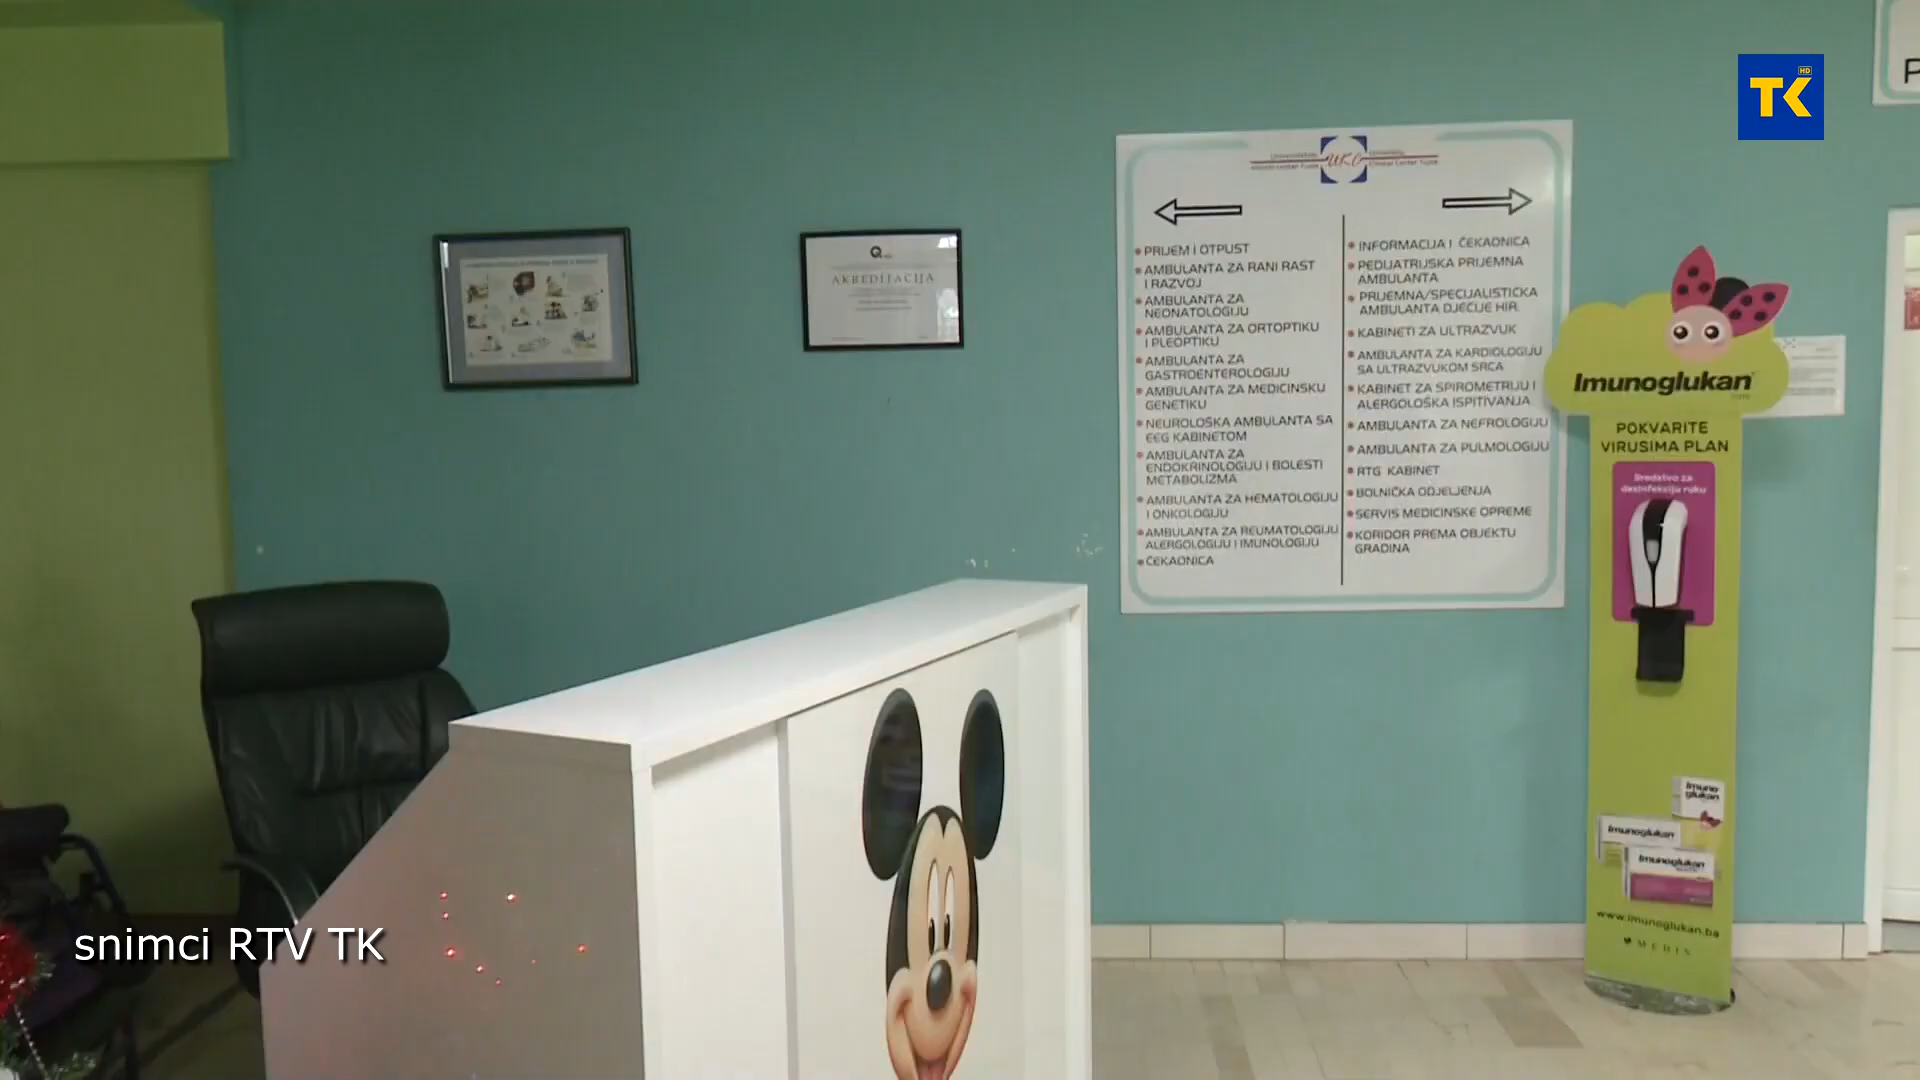 TK HD
P
UKC
AKREDITACIJA
PRIJEM I OTPUST
AMBULANTA ZA RANI RAST
I RAZVOJ
AMBULANTA ZA
NEONATOLOGIJU
AMBULANTA ZA ORTOPTIKU
I PLEOPTIKU
AMBULANTA ZA
GASTROENTEROLOGIJU
AMBULANTA ZA MEDICINSKU
GENETIKU
NEUROLOŠKA AMBULANTA SA
EEG KABINETOM
AMBULANTA ZA
ENDOKRINOLOGIJU I BOLESTI
METABOLIZMA
AMBULANTA ZA HEMATOLOGIJU
I ONKOLOGIJU
AMBULANTA ZA REUMATOLOGIJU
ALERGOLOGIJU I IMUNOLOGIJU
ČEKAONICA
INFORMACIJA I ČEKAONICA
PEDIJATRIJSKA PRIJEMNA
AMBULANTA
PRIJEMNA/SPECIJALISTIČKA
AMBULANTA DJEČIJE HIR.
KABINETI ZA ULTRAZVUK
AMBULANTA ZA KARDIOLOGIJU
SA ULTRAZVUKOM SRCA
KABINET ZA SPIROMETRIJU I
ALERGOLOŠKA ISPITIVANJA
AMBULANTA ZA NEFROLOGIJU
AMBULANTA ZA PULMOLOGIJU
RTG KABINET
BOLNIČKA ODJELJENJA
SERVIS MEDICINSKE OPREME
KORIDOR PREMA OBJEKTU
GRADINA
Imunoglukan
POKVARITE
VIRUSIMA PLAN
Sredstvo za
dezinfekciju ruku
Imuno
glukan
Imunoglukan
Imunoglukan
www.imunoglukan.ba
MEDIS
snimci RTV TK